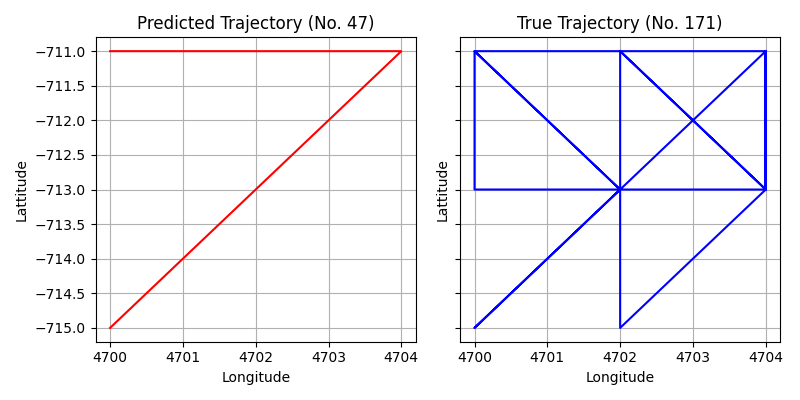 Predicted Trajectory (No. 47)
True Trajectory (No. 171)
−711.0
−711.5
−712.0
−712.5
−713.0
−713.5
−714.0
−714.5
−715.0
Lattitude
Lattitude
4700 4701 4702 4703 4704
4700 4701 4702 4703 4704
Longitude
Longitude